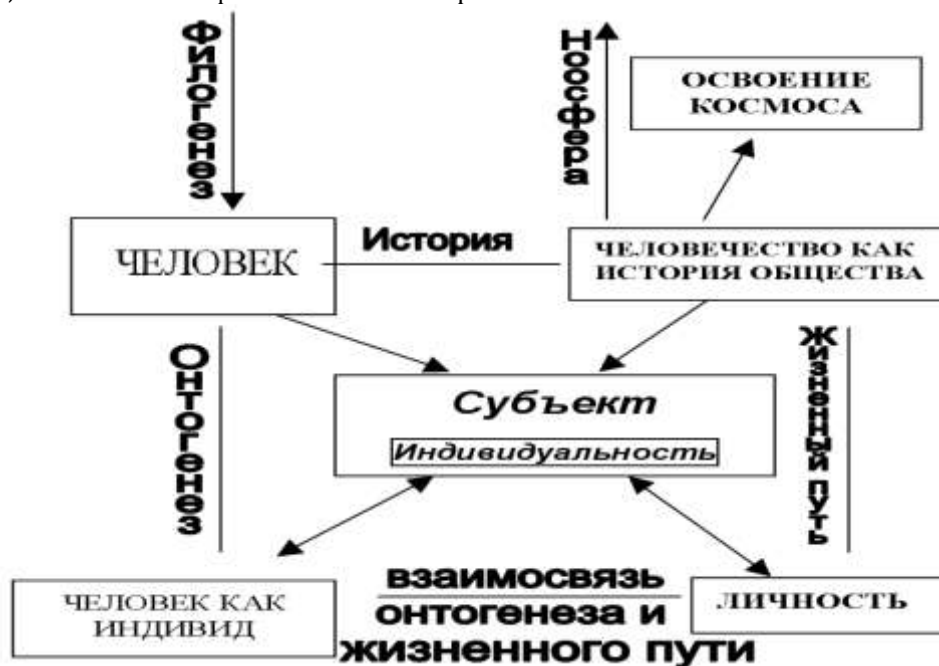 Филогенез
Ноосфера
ОСВОЕНИЕ
КОСМОСА
ЧЕЛОВЕК
История
ЧЕЛОВЕЧЕСТВО КАК
ИСТОРИЯ ОБЩЕСТВА
Онтогенез
Субъект
Индивидуальность
Жизненный путь
ЧЕЛОВЕК КАК
ИНДИВИД
взаимосвязь
онтогенеза и
жизненного пути
ЛИЧНОСТЬ